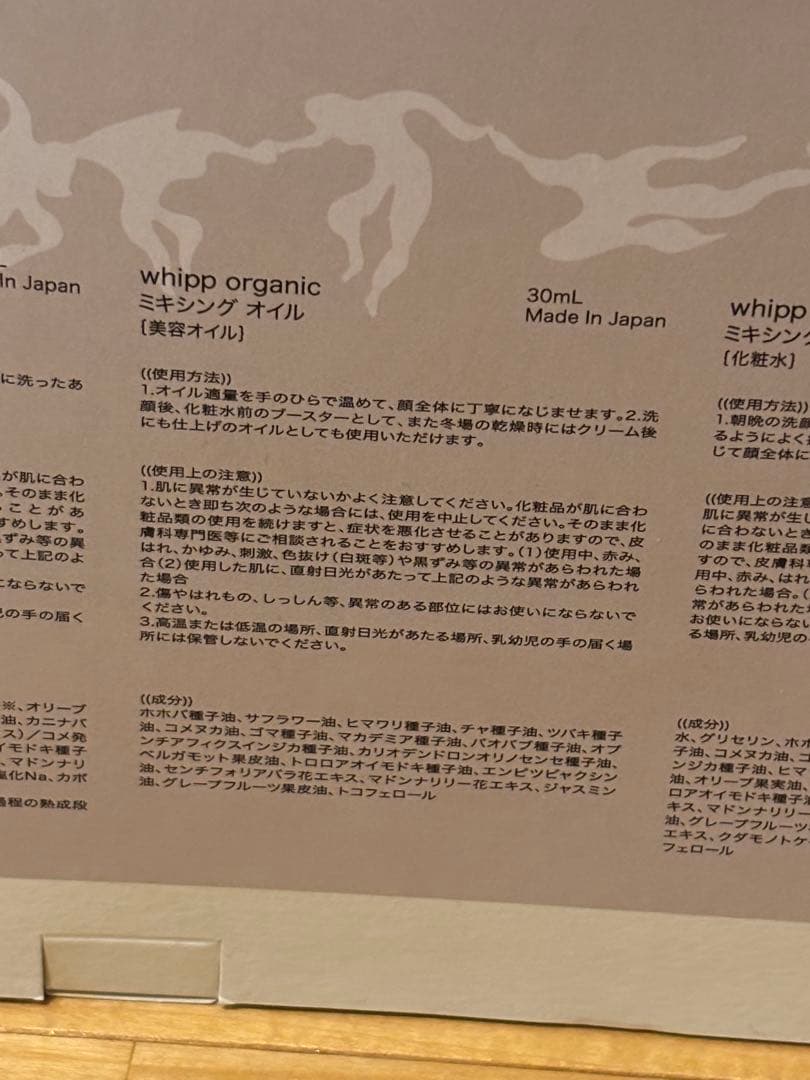 In Japan
に洗ったあ
が肌に合わ
。そのまま化
ることがあ
すめします。
ずみ等の異
って上記のよ
にならないで
児の手の届く
※、オリーブ
油、カニナバ
ス)／コメ発
イモドキ種子
、マドンナリ
塩化Na、カボ
過程の熟成段
whipp organic
ミキシング オイル
[美容オイル]
30mL
Made In Japan
((使用方法))
1.オイル適量を手のひらで温めて、顔全体に丁寧になじませます。2.洗
顔後、化粧水前のブースターとして、また冬場の乾燥時にはクリーム後
にも仕上げのオイルとしても使用いただけます。
((使用上の注意))
1.肌に異常が生じていないかよく注意してください。化粧品が肌に合わ
ないとき即ち次のような場合には、使用を中止してください。そのまま化
粧品類の使用を続けますと、症状を悪化させることがありますので、皮
膚科専門医等にご相談されることをおすすめします。(1)使用中、赤み、
はれ、かゆみ、刺激、色抜け(白斑等)や黒ずみ等の異常があらわれた場
合(2)使用した肌に、直射日光があたって上記のような異常があらわれ
た場合
2.傷やはれもの、しっしん等、異常のある部位にはお使いにならないで
ください。
3.高温または低温の場所、直射日光があたる場所、乳幼児の手の届く場
所には保管しないでください。
((成分))
ホホバ種子油、サフラワー油、ヒマワリ種子油、チャ種子油、ツバキ種子
油、コメヌカ油、ゴマ種子油、マカデミア種子油、バオバブ種子油、オプ
ンチアフィクスインジカ種子油、カリオデンドロンオリノセンセ種子油、
ベルガモット果皮油、トロロアオイモドキ種子油、エンピツビャクシン
油、センチフォリアバラ花エキス、マドンナリリー花エキス、ジャスミン
油、グレープフルーツ果皮油、トコフェロール
whipp
ミキシング
[化粧水]
((使用方法))
1.朝晩の洗顔
るようによく
じて顔全体に
((使用上の注意
肌に異常が生じ
に合わないとき
のまま化粧品類
すので、皮膚科専
用中、赤み、はれ
らわれた場合。(
常があらわれた場
お使いにならない
る場所、乳幼児の
((成分))
水、グリセリン、ホホ
子油、コメヌカ油、ゴ
ンジカ種子油、ヒマ
油、オリーブ果実油、
ロアオイモドキ種子
キス、マドンナリリー
油、グレープフルーツ
エキス、クダモノトケ
フェロール